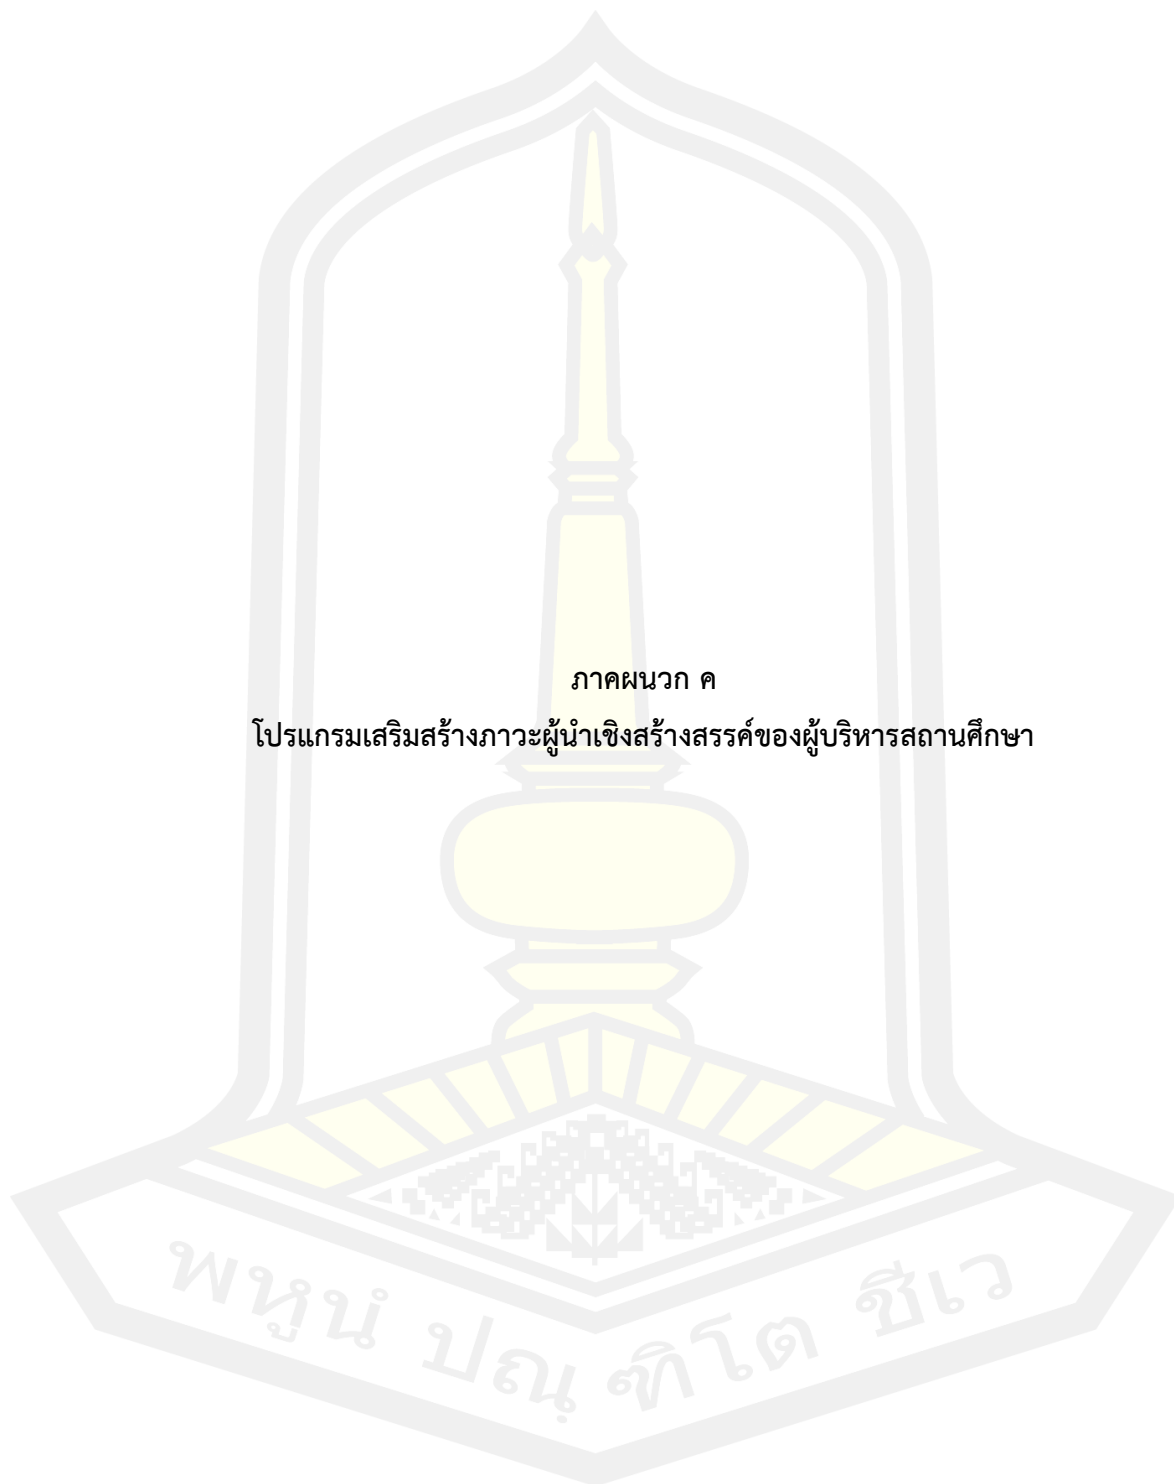 ภาคผนวก ค
โปรแกรมเสริมสร้างภาวะผู้นำเชิงสร้างสรรค์ของผู้บริหารสถานศึกษา
พหูนํ ปณฺฑิโต ชีเว